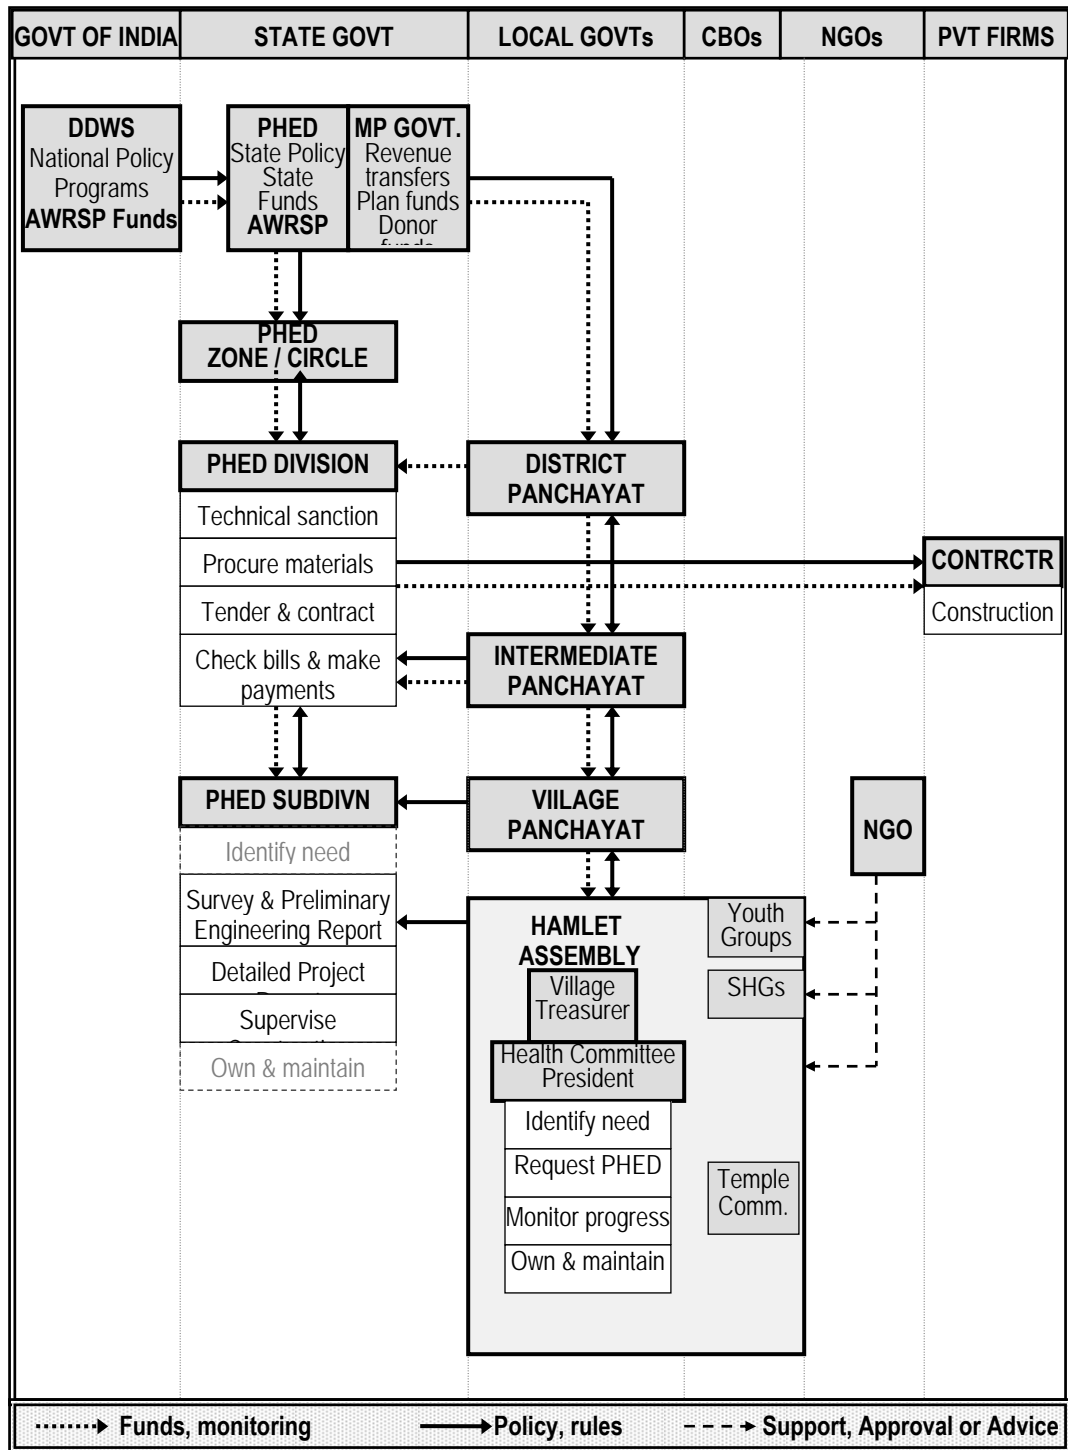 GOVT OF INDIA
STATE GOVT
LOCAL GOVTs
CBOs
NGOs
PVT FIRMS
DDWS
National Policy
Programs
AWRSP Funds
PHED
State Policy
State
Funds
AWRSP
MP GOVT.
Revenue
transfers
Plan funds
Donor
PHED
ZONE / CIRCLE
PHED DIVISION
Technical sanction
Procure materials
Tender & contract
Check bills & make
payments
DISTRICT
PANCHAYAT
CONTRCTR
Construction
INTERMEDIATE
PANCHAYAT
PHED SUBDIVN
Identify need
Survey & Preliminary
Engineering Report
Detailed Project
Supervise
Own & maintain
VIILAGE
PANCHAYAT
NGO
HAMLET
ASSEMBLY
Village
Treasurer
Health Committee
President
Identify need
Request PHED
Monitor progress
Own & maintain
Youth
Groups
SHGs
Temple
Comm.
Funds, monitoring
Policy, rules
Support, Approval or Advice